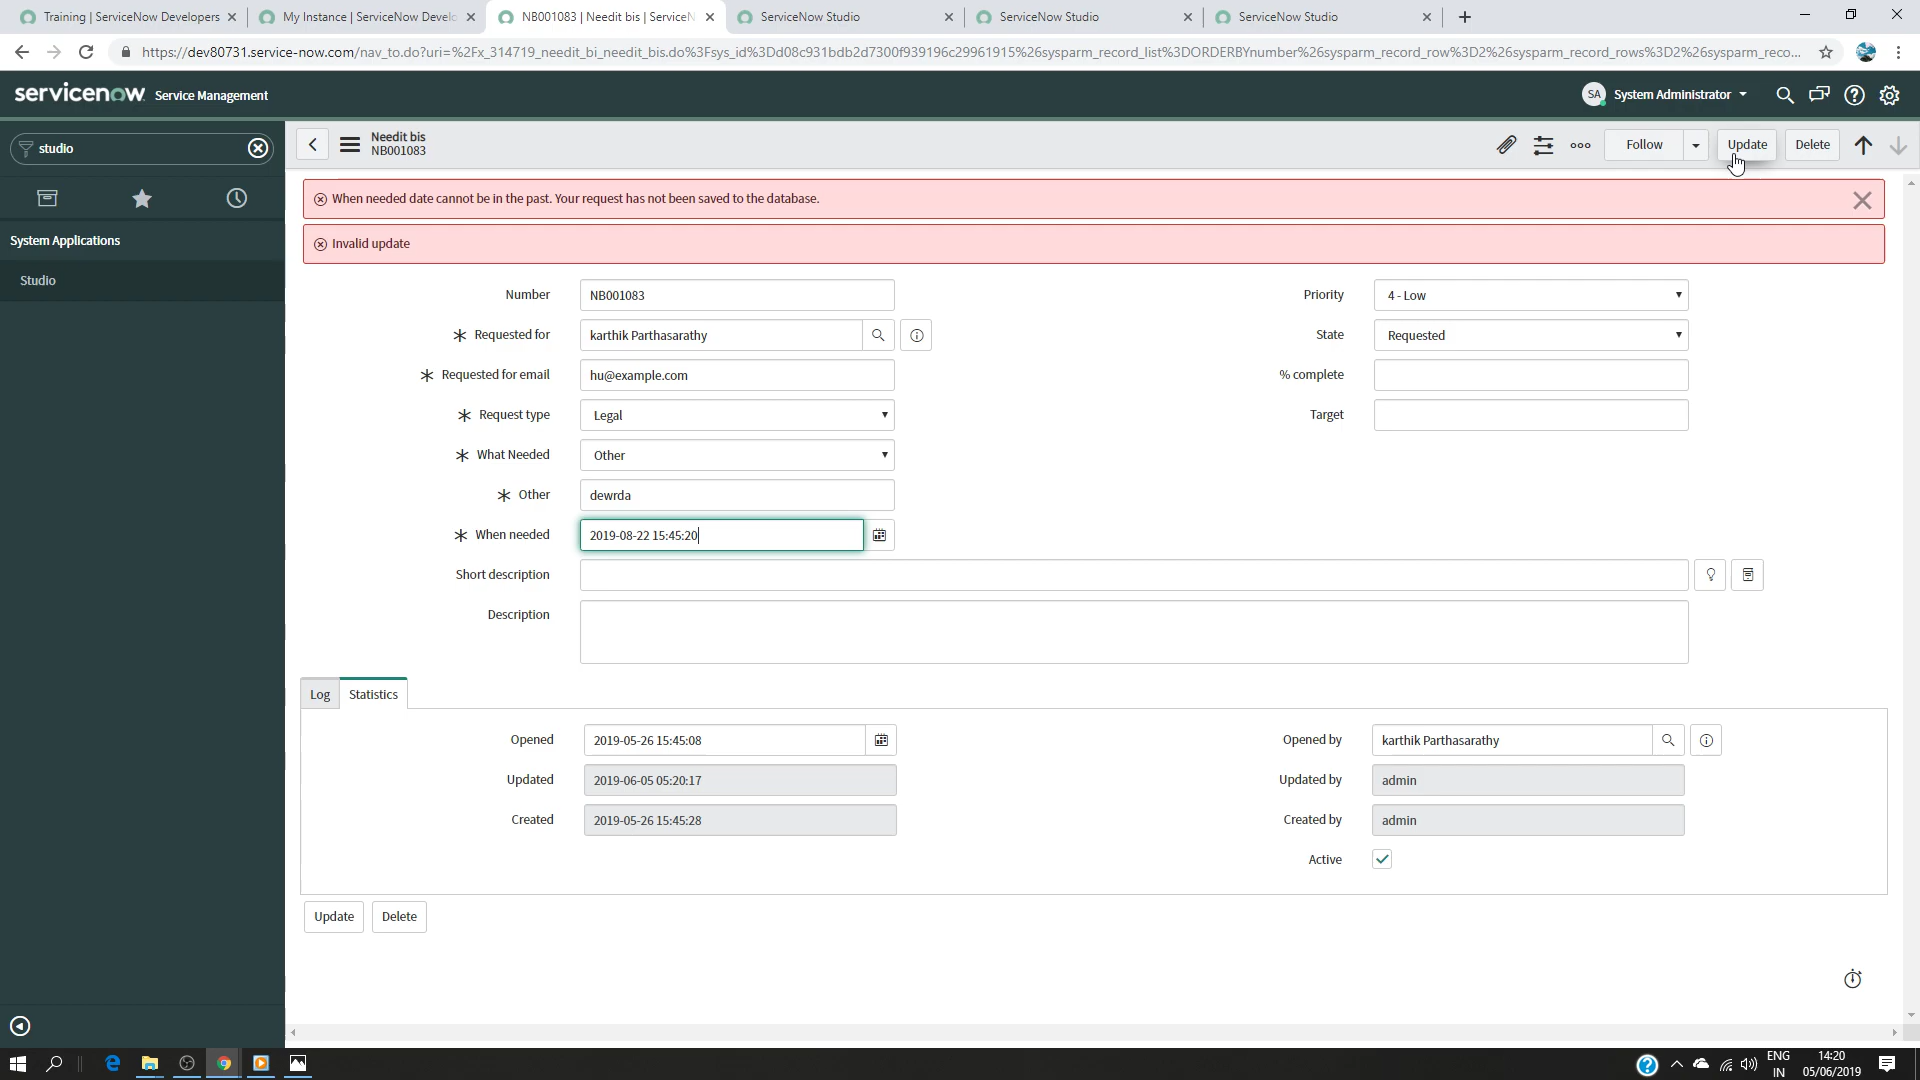 Training | ServiceNow Developers
My Instance | ServiceNow Develo
NB001083 | Needit bis | ServiceN
ServiceNow Studio
ServiceNow Studio
ServiceNow Studio
https://dev80731.service-now.com/nav_to.do?uri=%2Fx_314719_needit_bi_needit_bis.do%3Fsys_id%3Dd08c931bdb2d7300f939196c29961915%26sysparm_record_list%3DORDERBYnumber%26sysparm_record_row%3D2%26sysparm_record_rows%3D2%26sysparm_reco...
servicenow Service Management
SA System Administrator
studio
System Applications
Studio
Needit bis
NB001083
Follow
Update
Delete
When needed date cannot be in the past. Your request has not been saved to the database.
Invalid update
Number NB001083
Priority 4 - Low
Requested for karthik Parthasarathy
State Requested
Requested for email hu@example.com
% complete
Request type Legal
Target
What Needed Other
Other dewrda
When needed 2019-08-22 15:45:20
Short description
Description
Log Statistics
Opened 2019-05-26 15:45:08
Opened by karthik Parthasarathy
Updated 2019-06-05 05:20:17
Updated by admin
Created 2019-05-26 15:45:28
Created by admin
Active
Update Delete
ENG
IN
14:20
05/06/2019